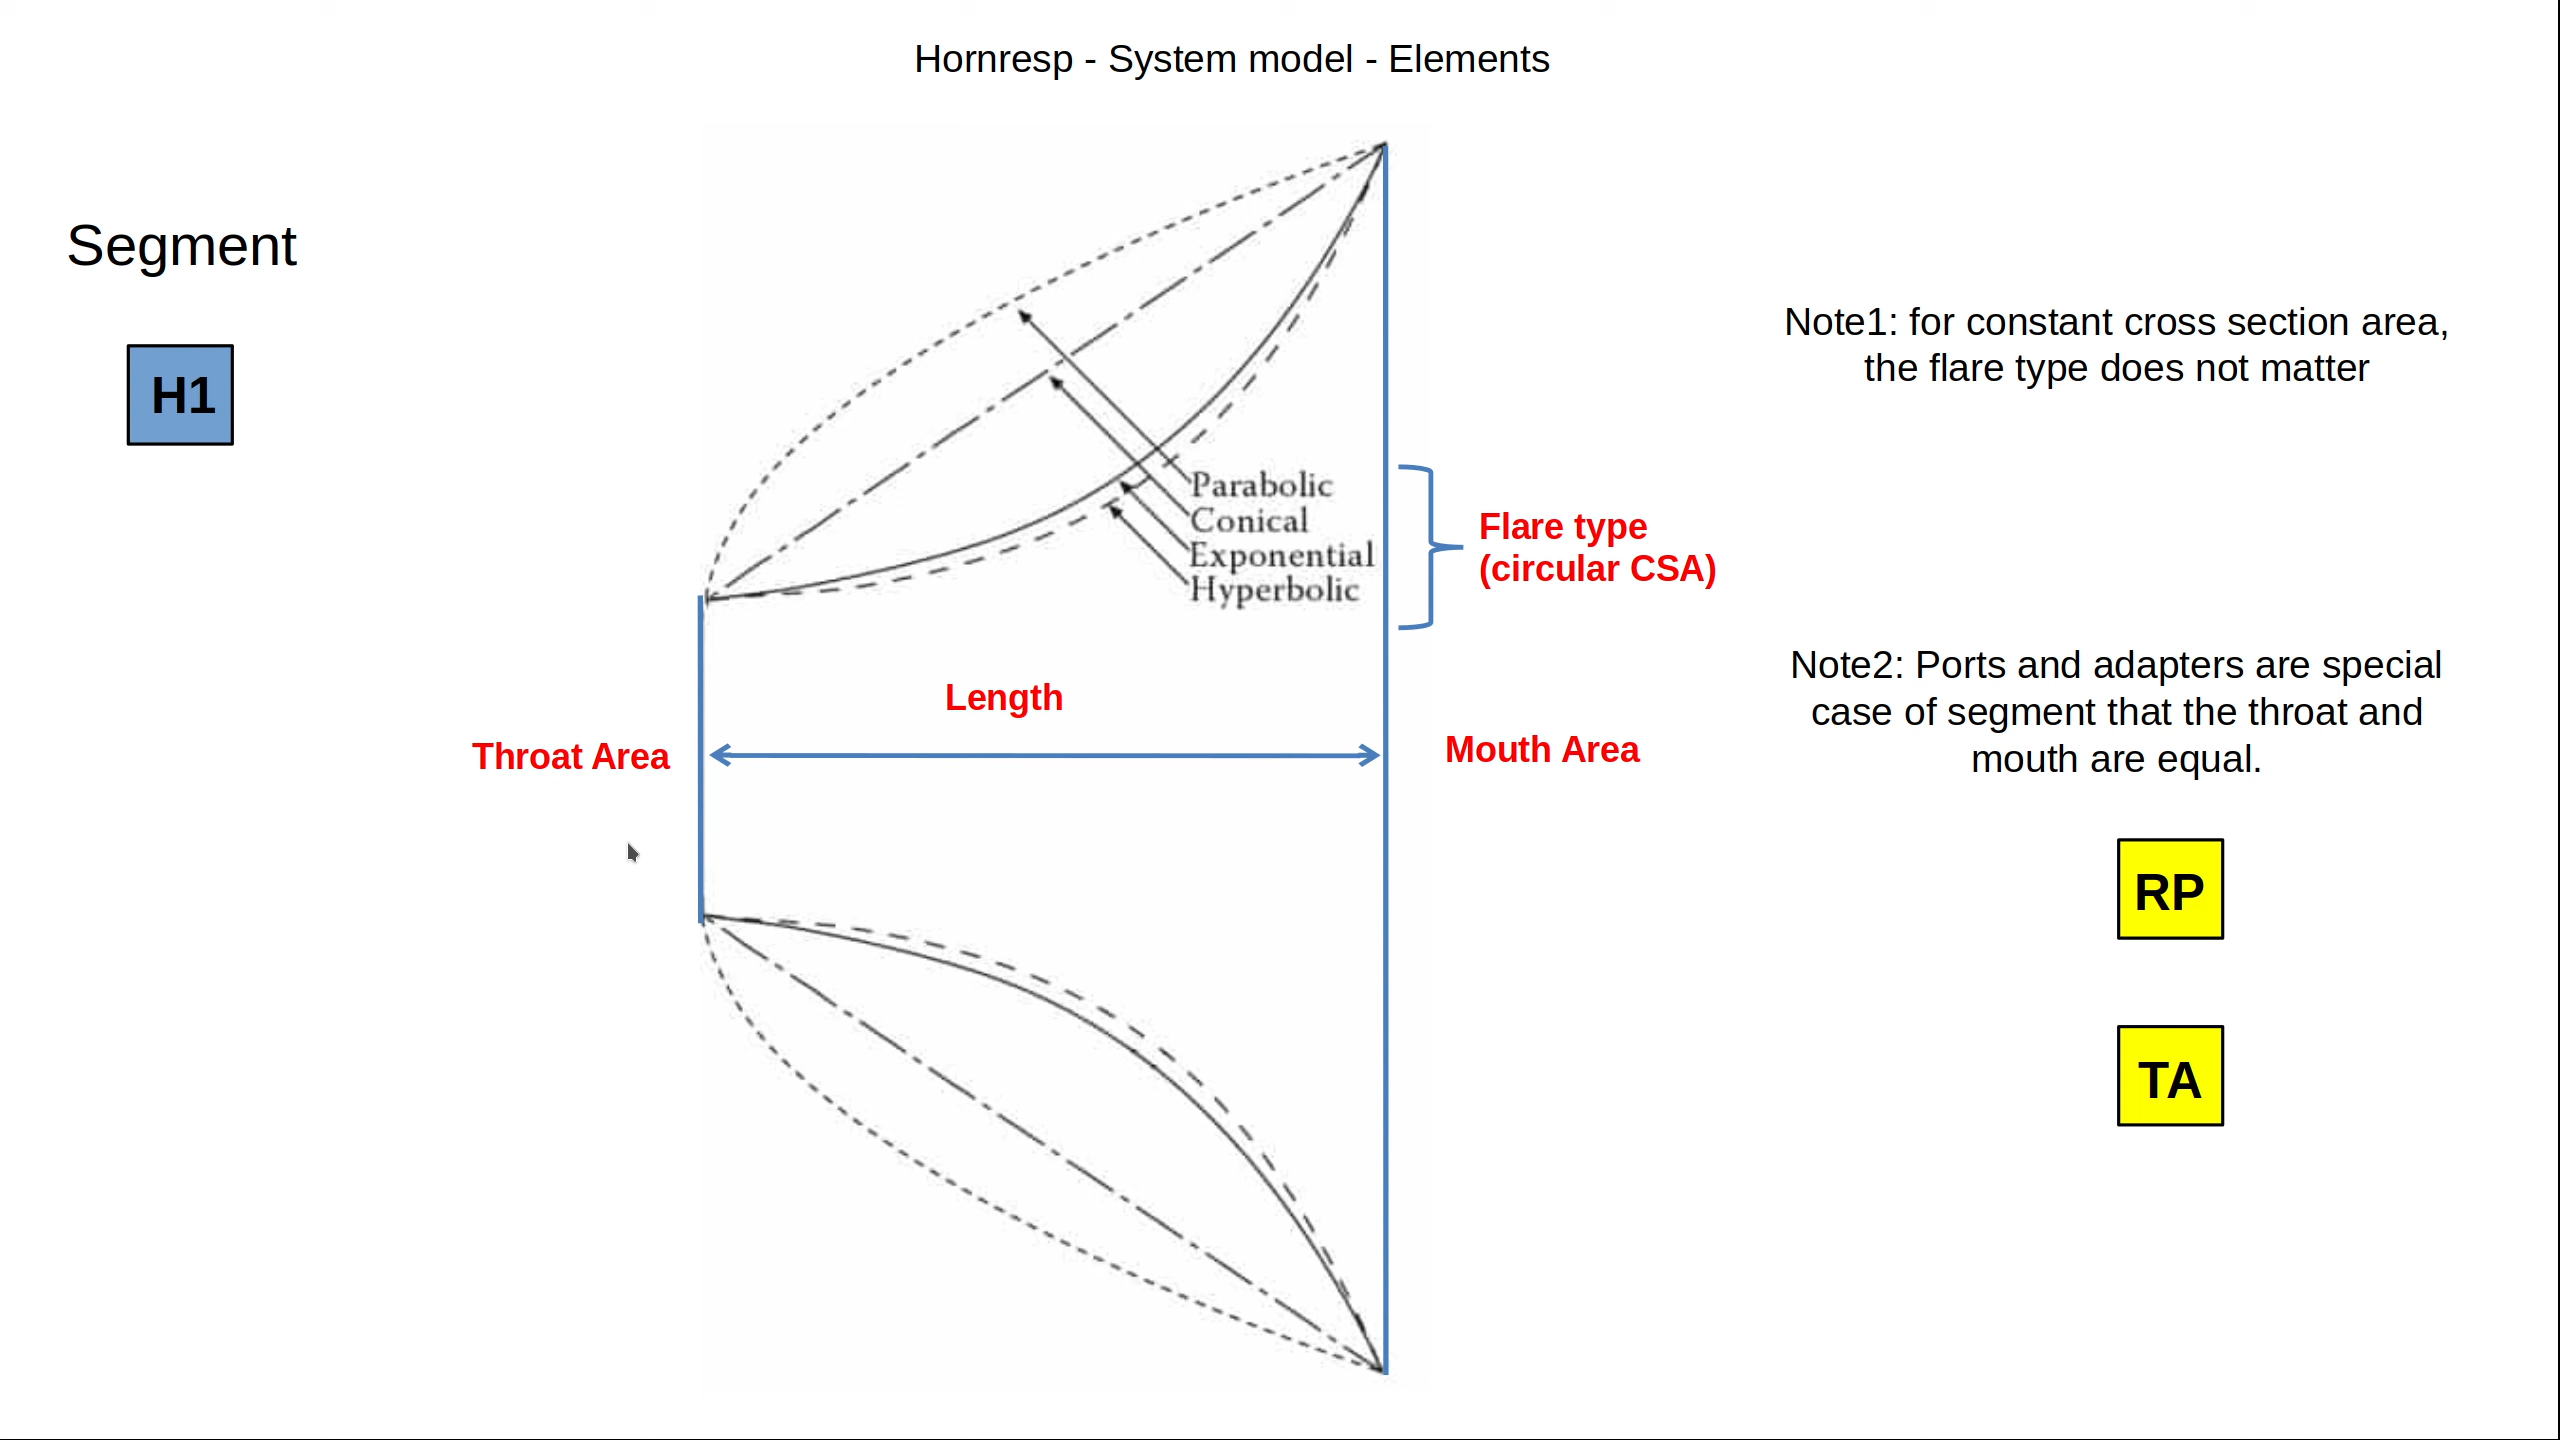 Hornresp - System model - Elements
Segment
H1
Parabolic
Conical
Exponential
Hyperbolic
Flare type
(circular CSA)
Length
Throat Area
Mouth Area
Note1: for constant cross section area,
the flare type does not matter
Note2: Ports and adapters are special
case of segment that the throat and
mouth are equal.
RP
TA